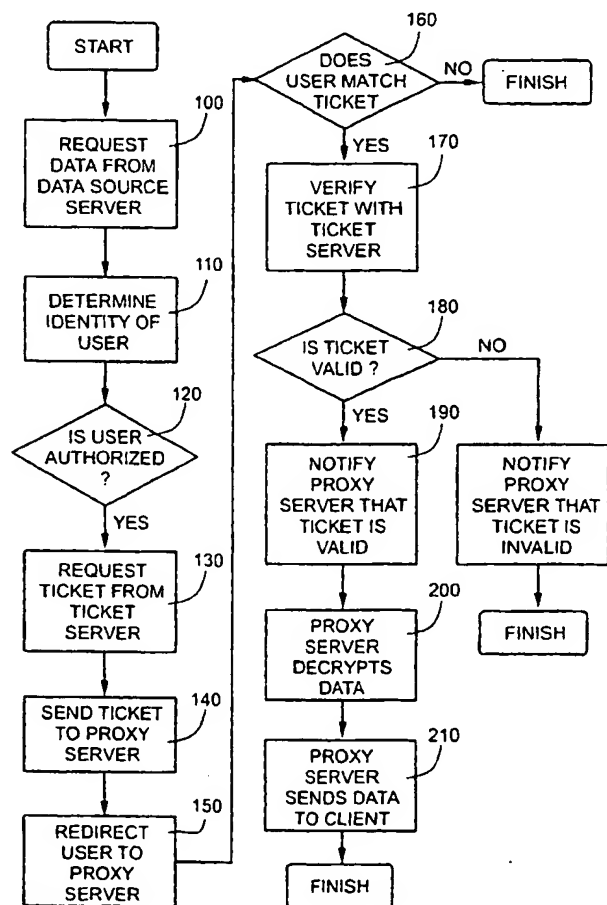 START
100
REQUEST
DATA FROM
DATA SOURCE
SERVER
110
DETERMINE
IDENTITY OF
USER
120
IS USER
AUTHORIZED
?
YES
130
REQUEST
TICKET FROM
TICKET
SERVER
140
SEND TICKET
TO PROXY
SERVER
150
REDIRECT
USER TO
PROXY
SERVER
160
DOES
USER MATCH
TICKET
NO
FINISH
YES
170
VERIFY
TICKET WITH
TICKET
SERVER
180
IS TICKET
VALID ?
NO
YES
190
NOTIFY
PROXY
SERVER THAT
TICKET IS
VALID
NOTIFY
PROXY
SERVER THAT
TICKET IS
INVALID
FINISH
200
PROXY
SERVER
DECRYPTS
DATA
210
PROXY
SERVER
SENDS DATA
TO CLIENT
FINISH